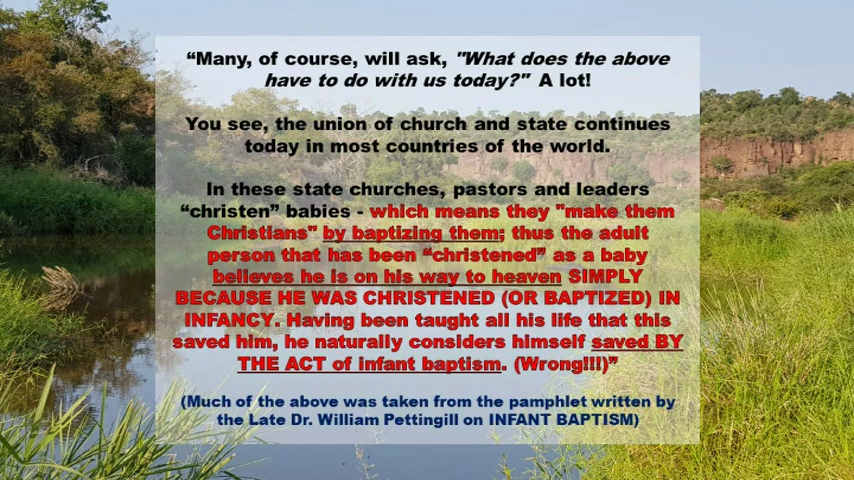 “Many, of course, will ask, "What does the above
have to do with us today?" A lot!
You see, the union of church and state continues
today in most countries of the world.
In these state churches, pastors and leaders
“christen” babies - which means they "make them
Christians" by baptizing them; thus the adult
person that has been “christened” as a baby
believes he is on his way to heaven SIMPLY
BECAUSE HE WAS CHRISTENED (OR BAPTIZED) IN
INFANCY. Having been taught all his life that this
saved him, he naturally considers himself saved BY
THE ACT of infant baptism. (Wrong!!!)”
(Much of the above was taken from the pamphlet written by
the Late Dr. William Pettingill on INFANT BAPTISM)